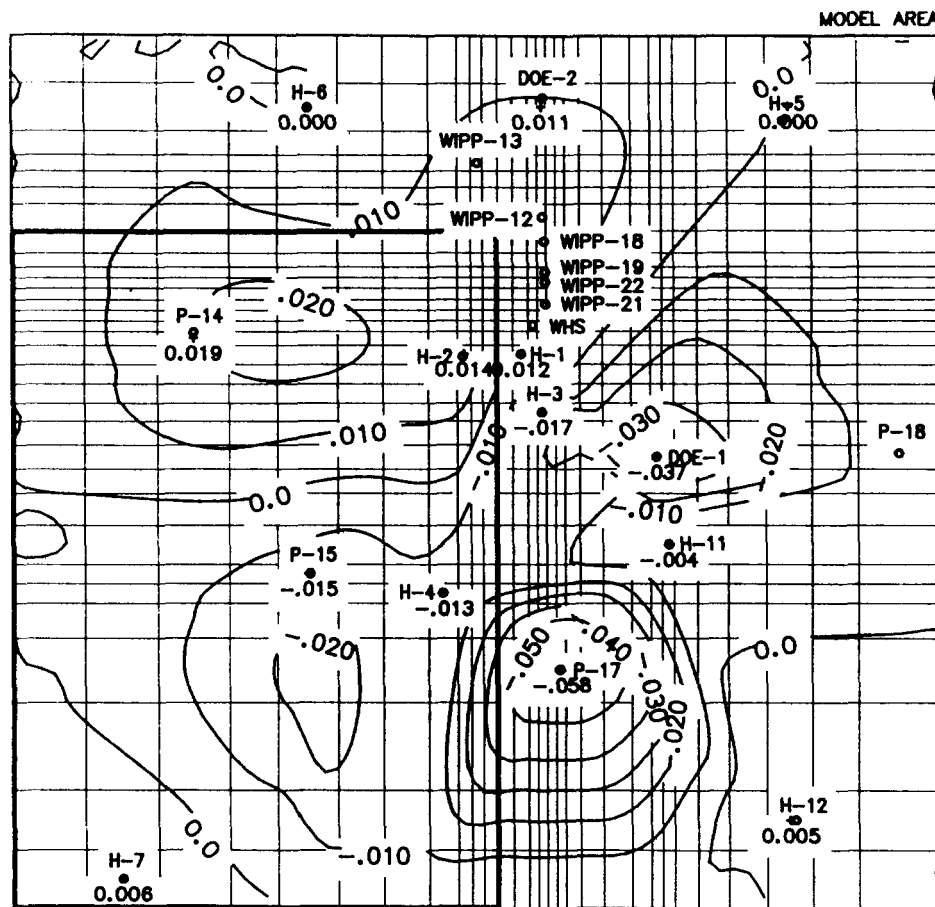 MODEL AREA
0.0
H-6
0.000
DOE-2
0.011
0.0
H-5
0.000
WIPP-13
.010
WIPP-12
WIPP-18
WIPP-19
WIPP-22
WIPP-21
WHS
.020
P-14
0.019
H-2
0.014
H-1
0.012
H-3
-.017
.010
-.010
-.030
DOE-1
-.037
-.020
P-18
0.0
-.010
H-11
-.004
P-15
-.015
H-4
-.013
-.020
-.050
-.040
P-17
-.058
-.030
-.020
0.0
H-12
0.005
0.0
-.010
H-7
0.006